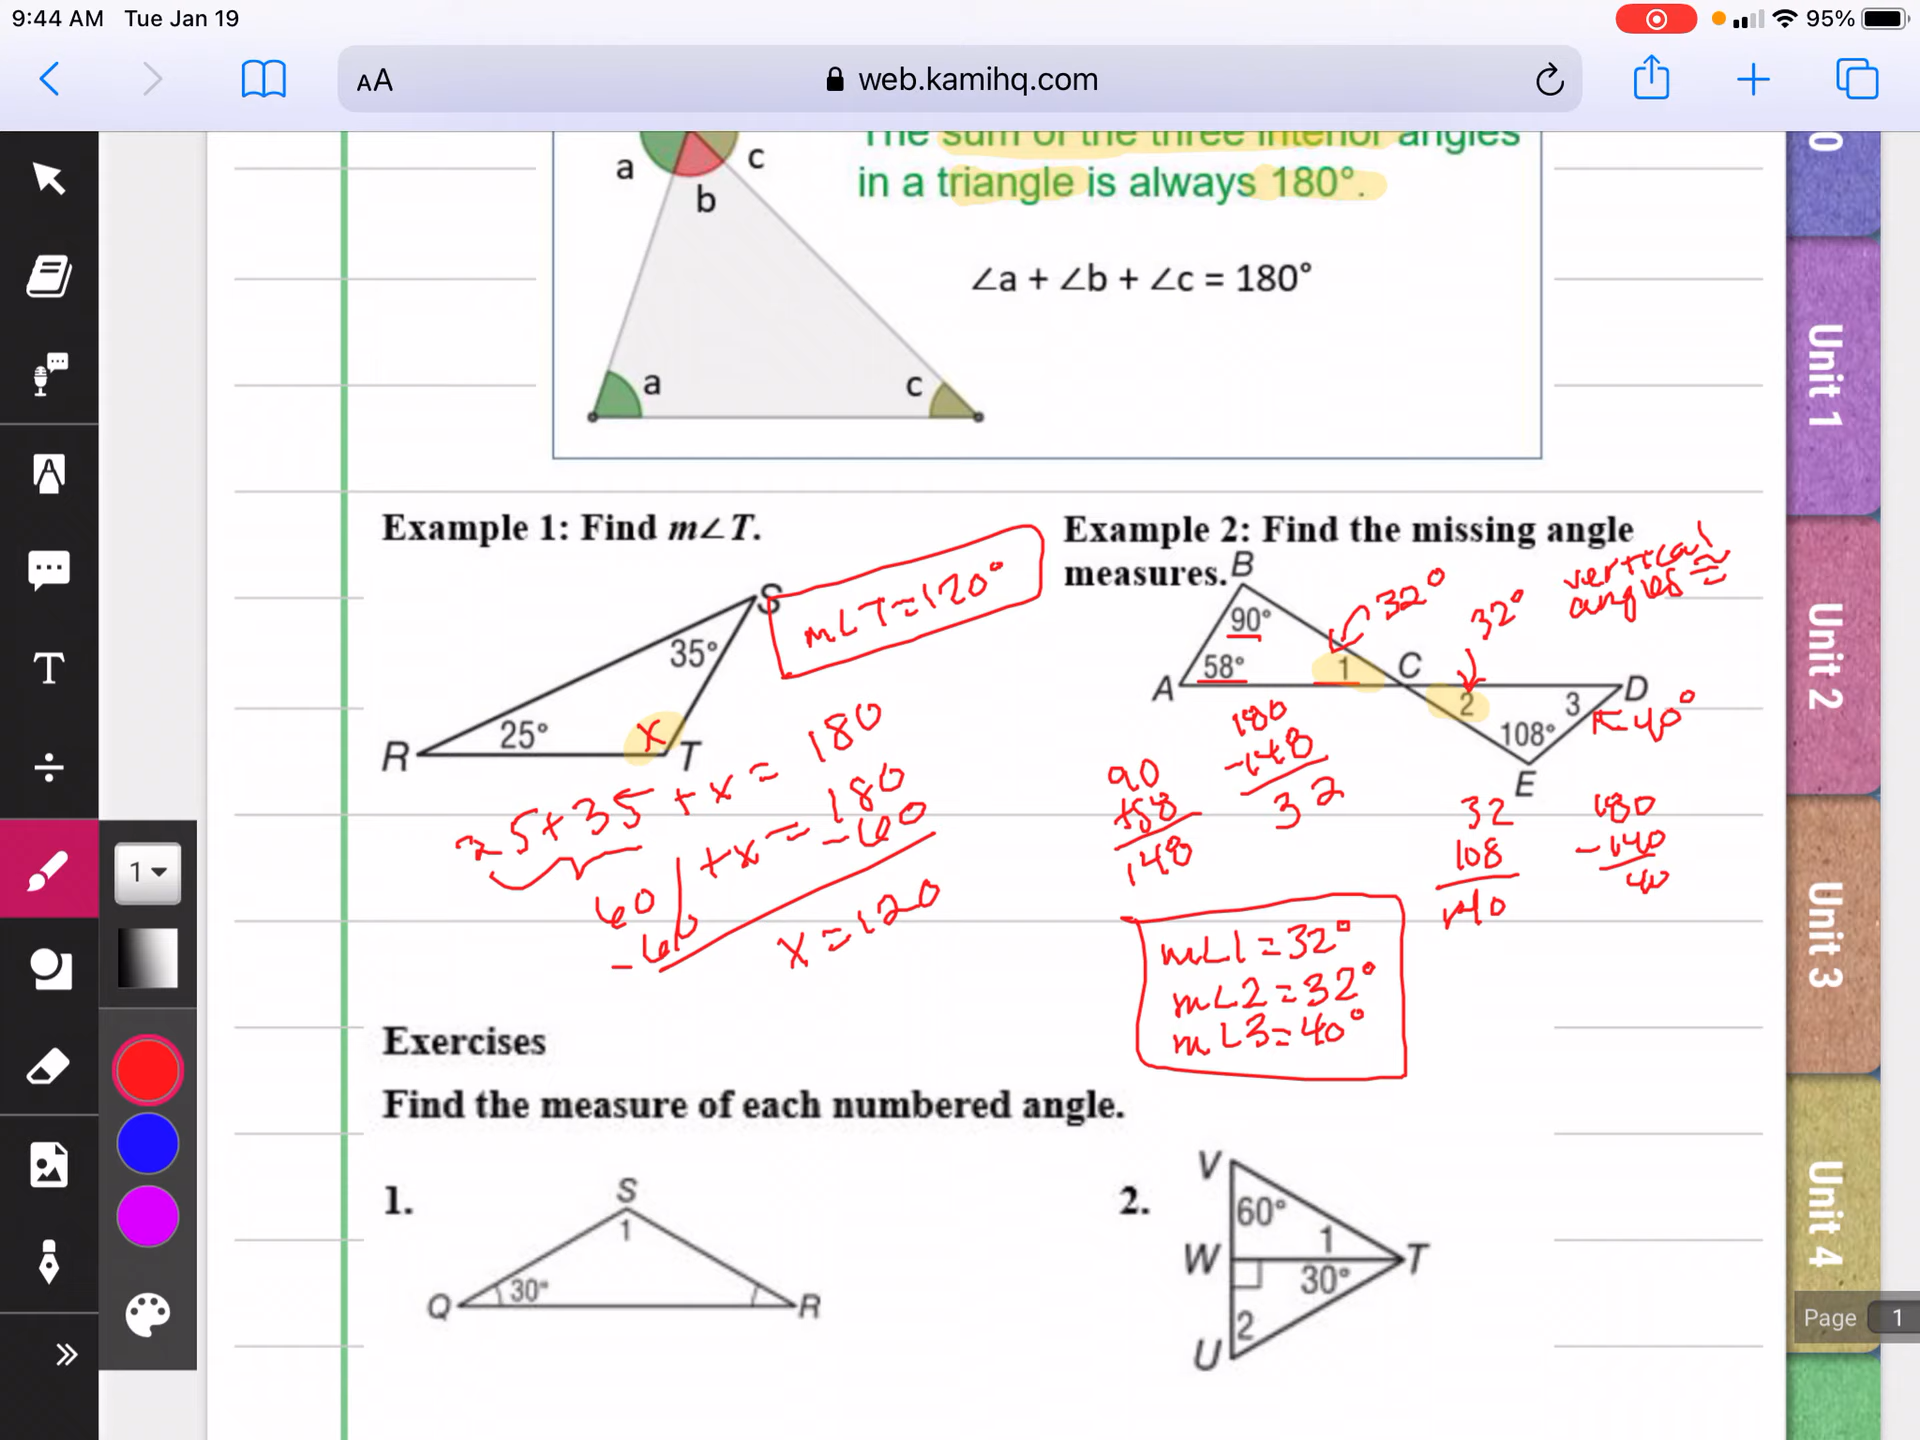 9:44 AM Tue Jan 19
95%
AA
web.kamihq.com
The sum of the three interior angles
in a triangle is always 180°.
a
b
c
∠a + ∠b + ∠c = 180°
a
c
Example 1: Find m∠T.
S
35°
25°
R
x
T
m∠T=120°
25+35+x=180
60+x=180
-60
-60
x=120
Example 2: Find the missing angle
measures.
B
90°
58°
A
1
C
2
3
D
108°
E
32°
32°
vertical
angles ≅
40°
90
+58
148
180
-148
32
32
108
140
180
-140
40
m∠1=32°
m∠2=32°
m∠3=40°
Exercises
Find the measure of each numbered angle.
1.
S
1
Q
30°
R
2.
V
60°
1
W
T
30°
2
U
0
Unit 1
Unit 2
Unit 3
Unit 4
Page 1
T
1